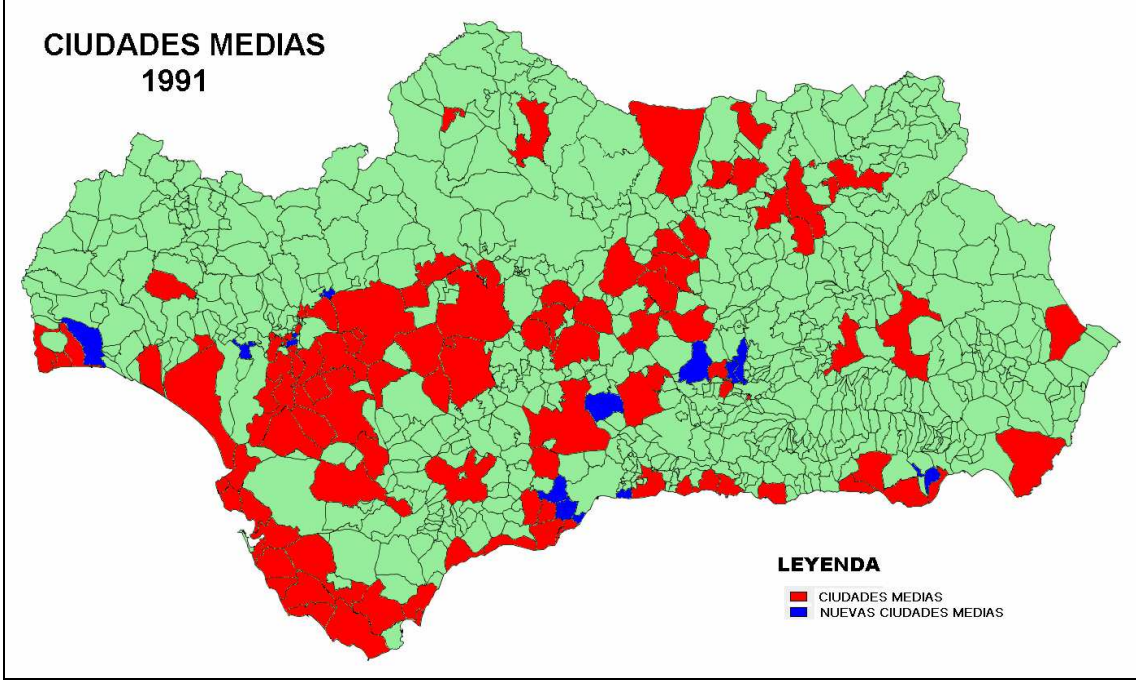 CIUDADES MEDIAS
1991
LEYENDA
CIUDADES MEDIAS
NUEVAS CIUDADES MEDIAS